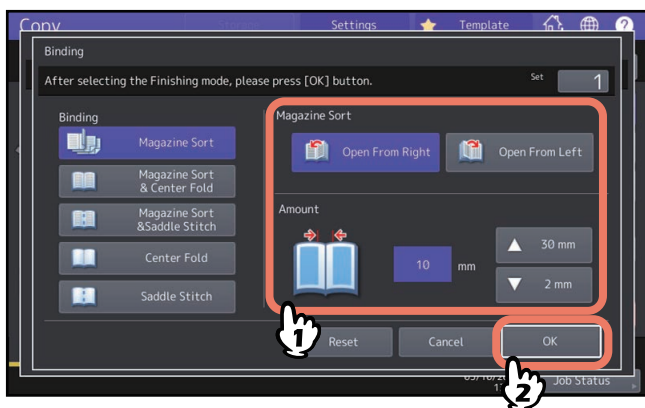 Copy
Settings
Template
Binding
After selecting the Finishing mode, please press [OK] button.
Set
1
Binding
Magazine Sort
Magazine Sort
& Center Fold
Magazine Sort
&Saddle Stitch
Center Fold
Saddle Stitch
Magazine Sort
Open From Right
Open From Left
Amount
10
mm
30 mm
2 mm
1
Reset
Cancel
OK
2
Job Status